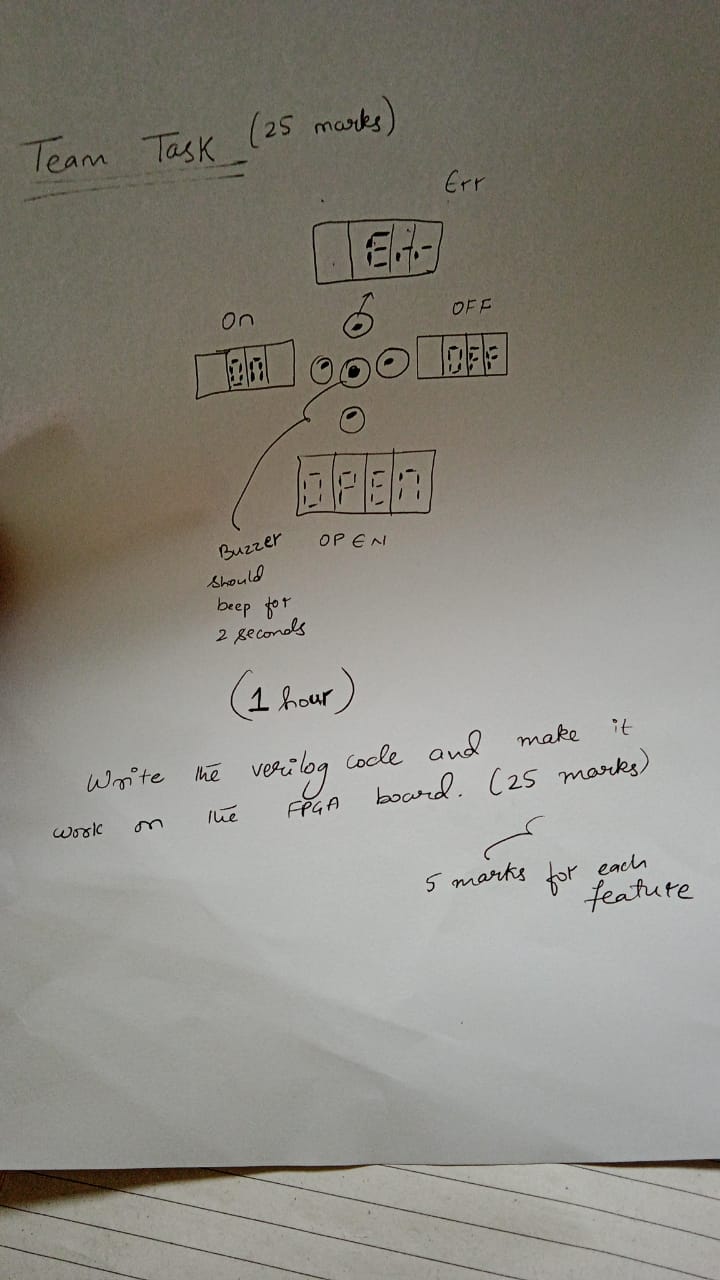 Team Task (25 marks)
Err
Err
On
OFF
On
OFF
OPEN
Buzzer
should
beep for
2 seconds
OPEN
(1 hour)
Write the verilog code and make it
work on the FPGA board. (25 marks)
5 marks for each
feature